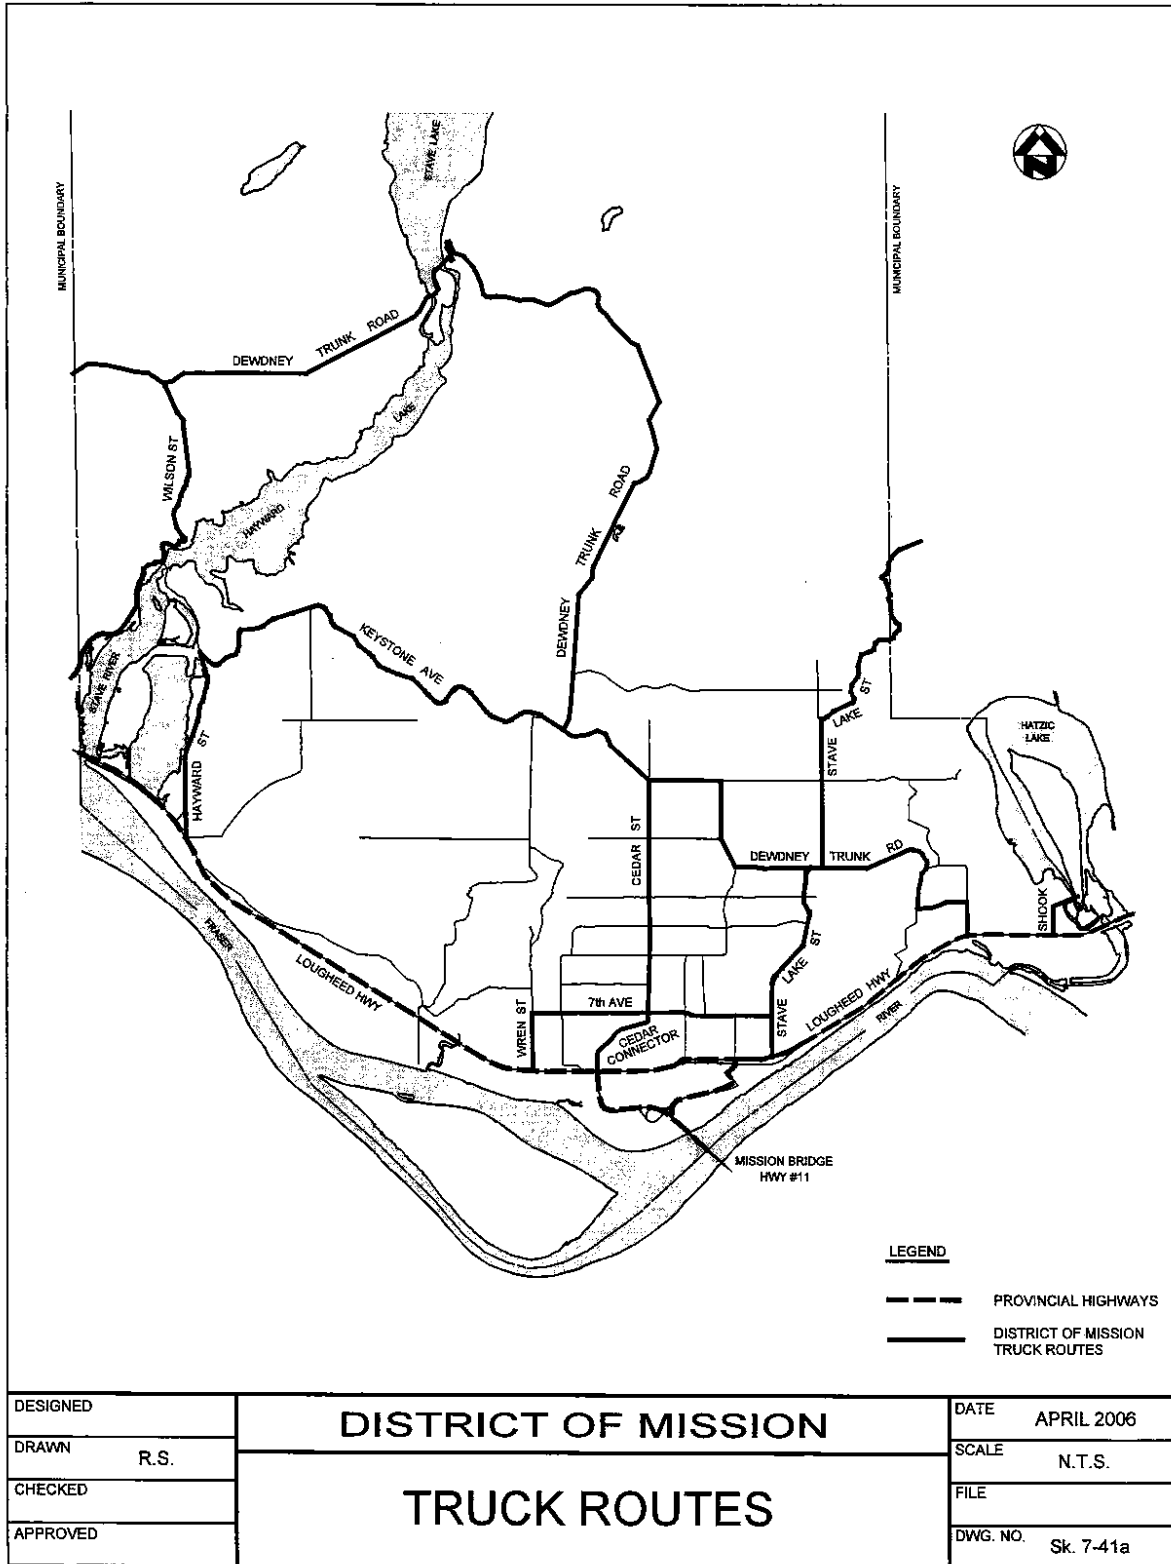 STAVE LAKE
N
MUNICIPAL BOUNDARY
MUNICIPAL BOUNDARY
DEWDNEY TRUNK ROAD
LAKE
WILSON ST
HAYWARD
DEWDNEY TRUNK ROAD
KEYSTONE AVE
STAVE RIVER
HAYWARD ST
STAVE LAKE ST
HATZIC
LAKE
CEDAR ST
DEWDNEY TRUNK RD
SHOOK
FRASER
LOUGHEED HWY
STAVE LAKE ST
LOUGHEED HWY
RIVER
WREN ST
7th AVE
CEDAR
CONNECTOR
MISSION BRIDGE
HWY #11
LEGEND
PROVINCIAL HIGHWAYS
DISTRICT OF MISSION
TRUCK ROUTES
DESIGNED
DRAWN R.S.
CHECKED
APPROVED
DISTRICT OF MISSION
TRUCK ROUTES
DATE APRIL 2006
SCALE N.T.S.
FILE
DWG. NO. Sk. 7-41a